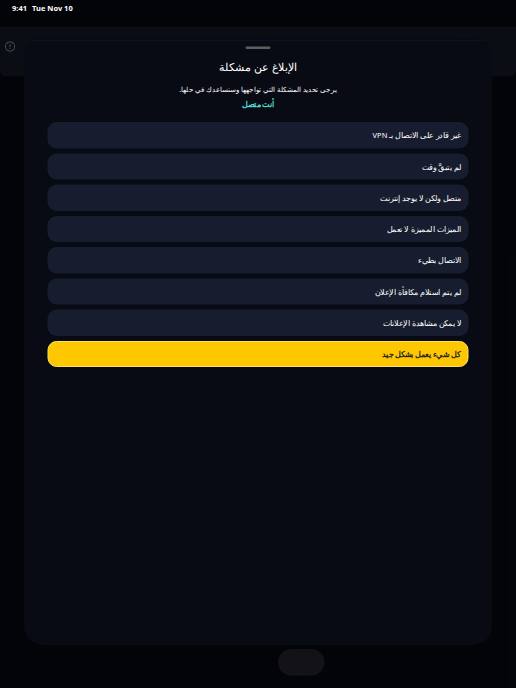 9:41 Tue Nov 10
الإبلاغ عن مشكلة
يرجى تحديد المشكلة التي تواجهها وسنساعدك في حلها.
أنت متصل
غير قادر على الاتصال بـ VPN
لم يتبقَّ وقت
متصل ولكن لا يوجد إنترنت
الميزات المميزة لا تعمل
الاتصال بطيء
لم يتم استلام مكافأة الإعلان
لا يمكن مشاهدة الإعلانات
كل شيء يعمل بشكل جيد